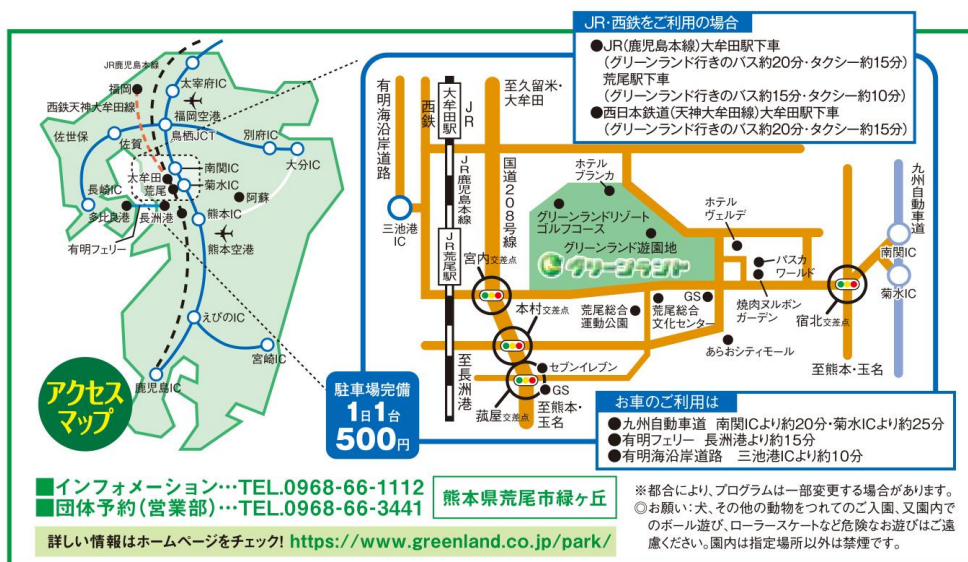 JR・西鉄をご利用の場合
●JR(鹿児島本線)大牟田駅下車
(グリーンランド行きのバス約20分・タクシー約15分)
荒尾駅下車
(グリーンランド行きのバス約15分・タクシー約10分)
●西日本鉄道(天神大牟田線)大牟田駅下車
(グリーンランド行きのバス約20分・タクシー約15分)
JR鹿児島本線
福岡
太宰府IC
西鉄天神大牟田線
福岡空港
佐世保
佐賀
鳥栖JCT
別府IC
大分IC
南関IC
大牟田
荒尾
菊水IC
長崎IC
阿蘇
多比良港
長洲港
熊本IC
有明フェリー
熊本空港
えびのIC
宮崎IC
鹿児島IC
アクセス
マップ
有明海沿岸道路
西鉄
大牟田駅
JR
至久留米・
大牟田
JR鹿児島本線
国道208号線
三池港
IC
JR荒尾駅
ホテル
ブランカ
グリーンランドリゾート
ゴルフコース
グリーンランド遊園地
グリーンランド
ホテル
ヴェルデ
九州自動車道
南関IC
菊水IC
パスカ
ワールド
宮内交差点
本村交差点
荒尾総合
運動公園
荒尾総合
文化センター
GS
焼肉ヌルボン
ガーデン
宿北交差点
あらおシティモール
セブンイレブン
GS
至長洲港
菰屋交差点
至熊本・
玉名
至熊本・玉名
駐車場完備
1日1台
500円
お車のご利用は
●九州自動車道 南関ICより約20分・菊水ICより約25分
●有明フェリー 長洲港より約15分
●有明海沿岸道路 三池港ICより約10分
■インフォメーション…TEL.0968-66-1112
■団体予約(営業部)…TEL.0968-66-3441
熊本県荒尾市緑ヶ丘
詳しい情報はホームページをチェック! https://www.greenland.co.jp/park/
※都合により、プログラムは一部変更する場合があります。
◎お願い:犬、その他の動物をつれてのご入園、又園内で
のボール遊び、ローラースケートなど危険なお遊びはご遠
慮ください。園内は指定場所以外は禁煙です。